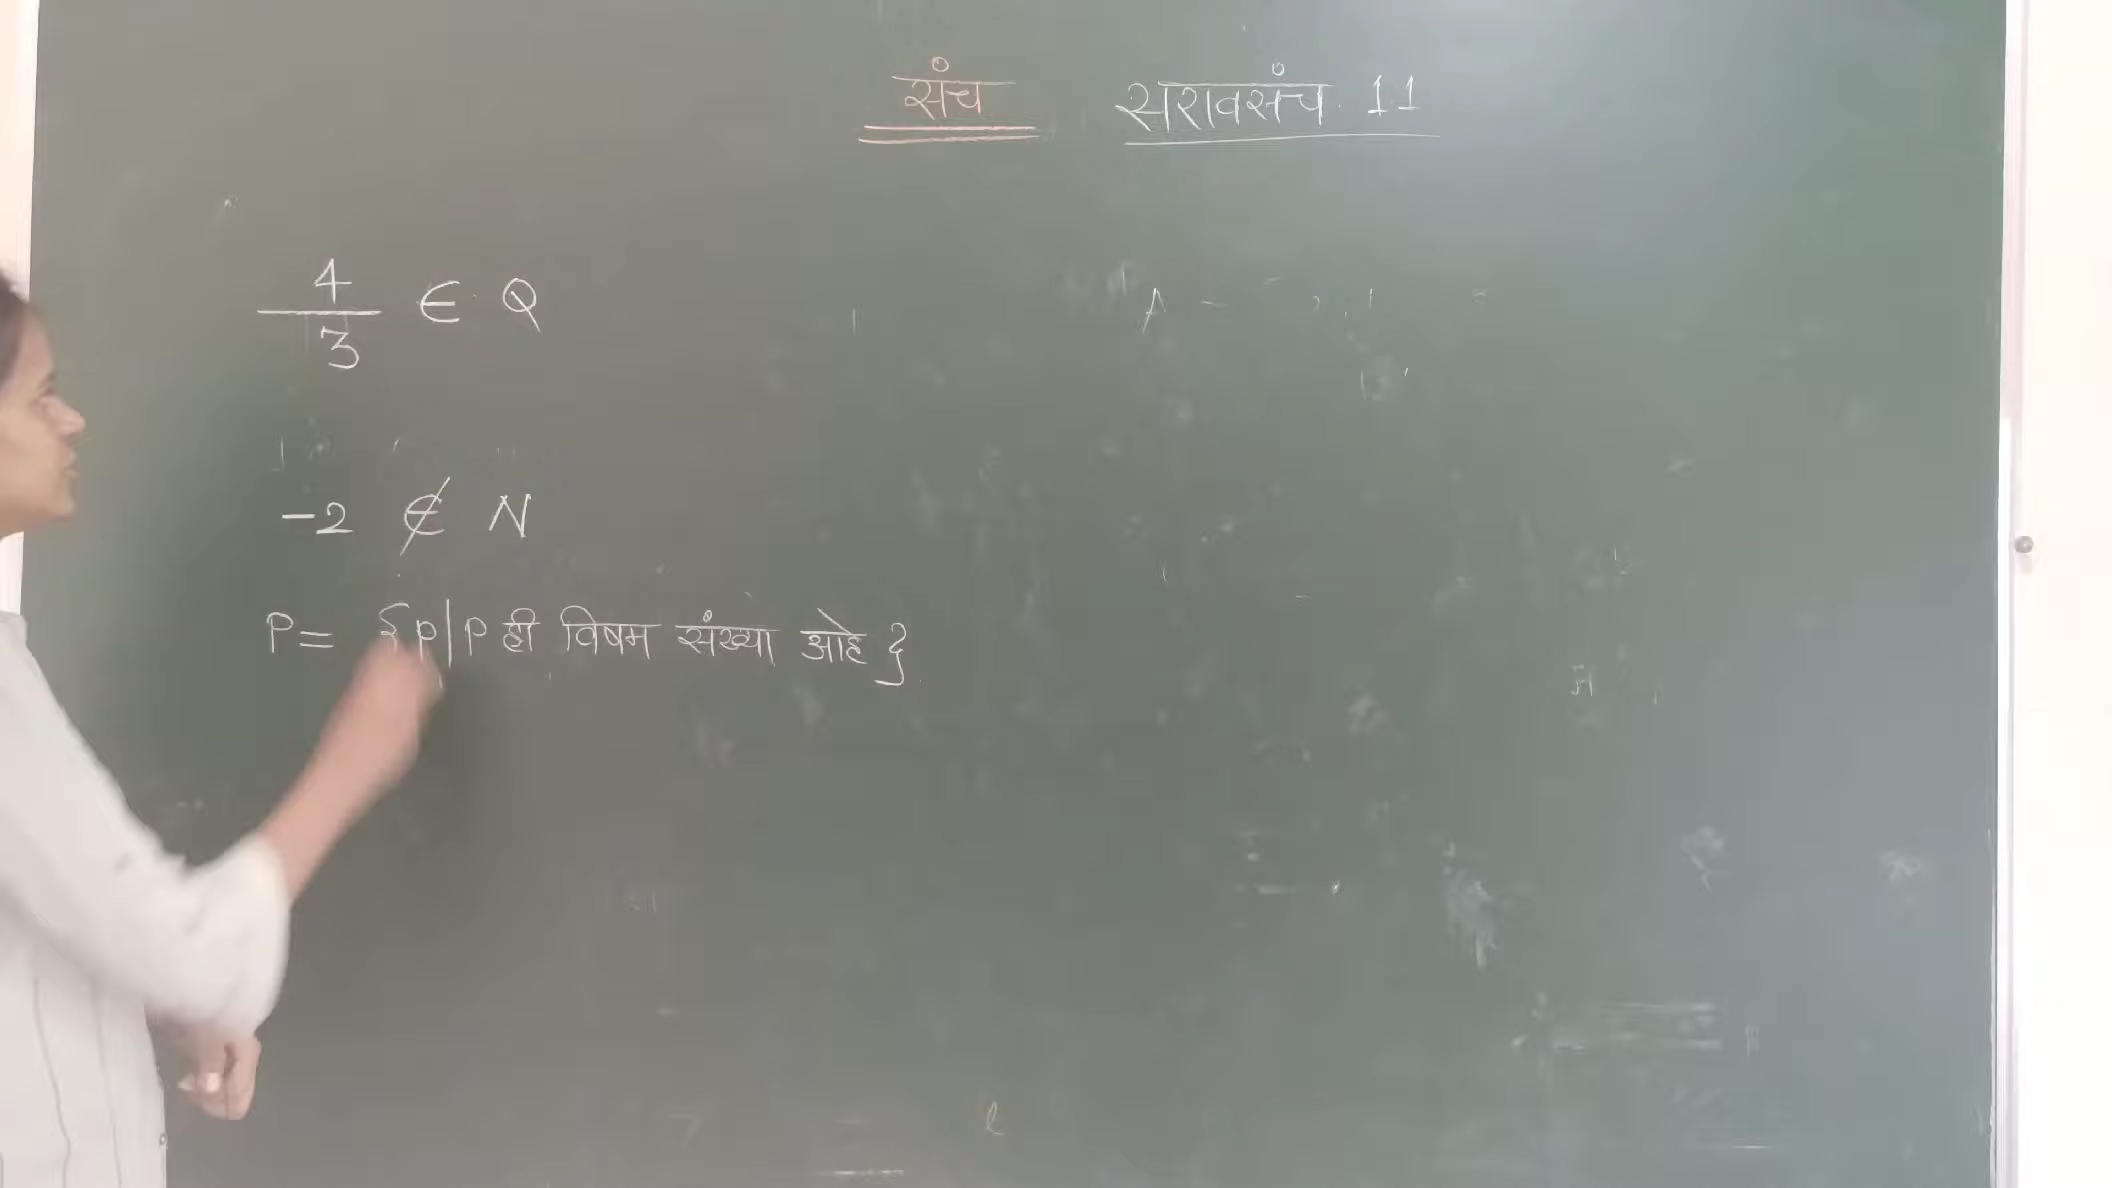 संच सरावसंच 1.1
4/3 ∈ Q
-2 ∉ N
P = {p|p ही विषम संख्या आहे}